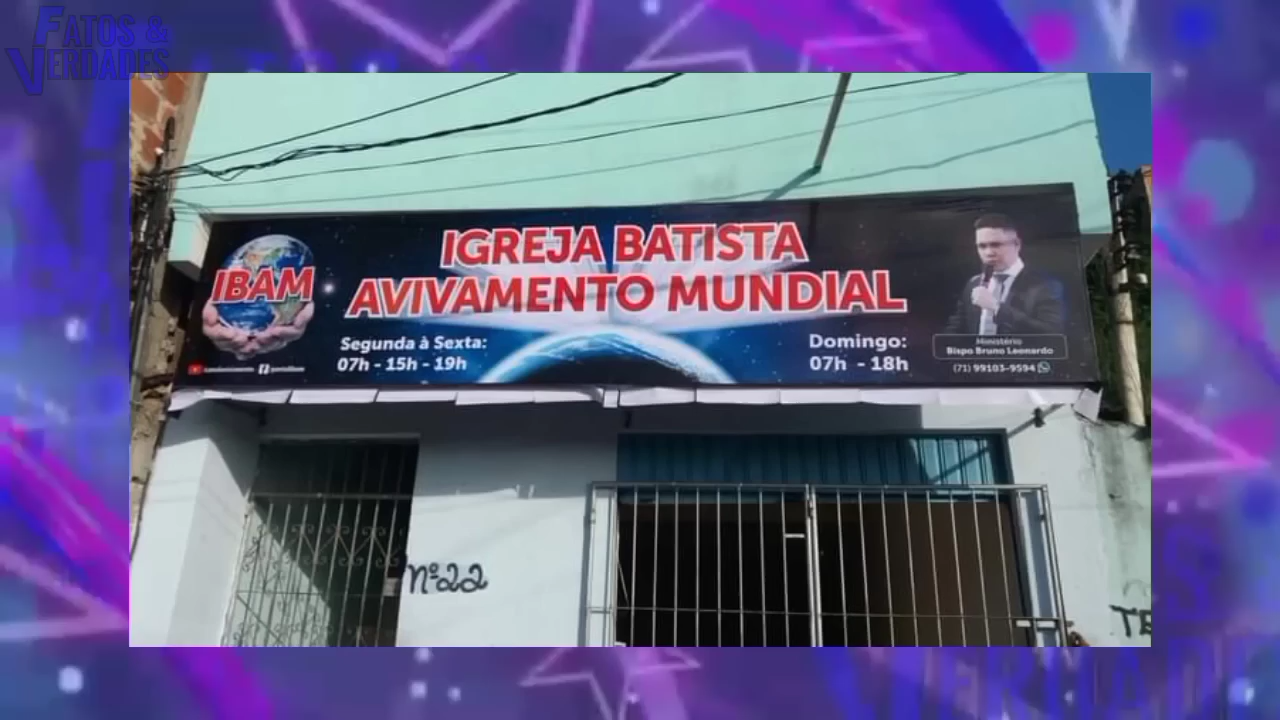 FATOS &
VERDADES
IGREJA BATISTA
AVIVAMENTO MUNDIAL
IBAM
Segunda à Sexta:
07h - 15h - 19h
Domingo:
07h - 18h
Ministério
Bispo Bruno Leonardo
(71) 99103-9594
Nº22